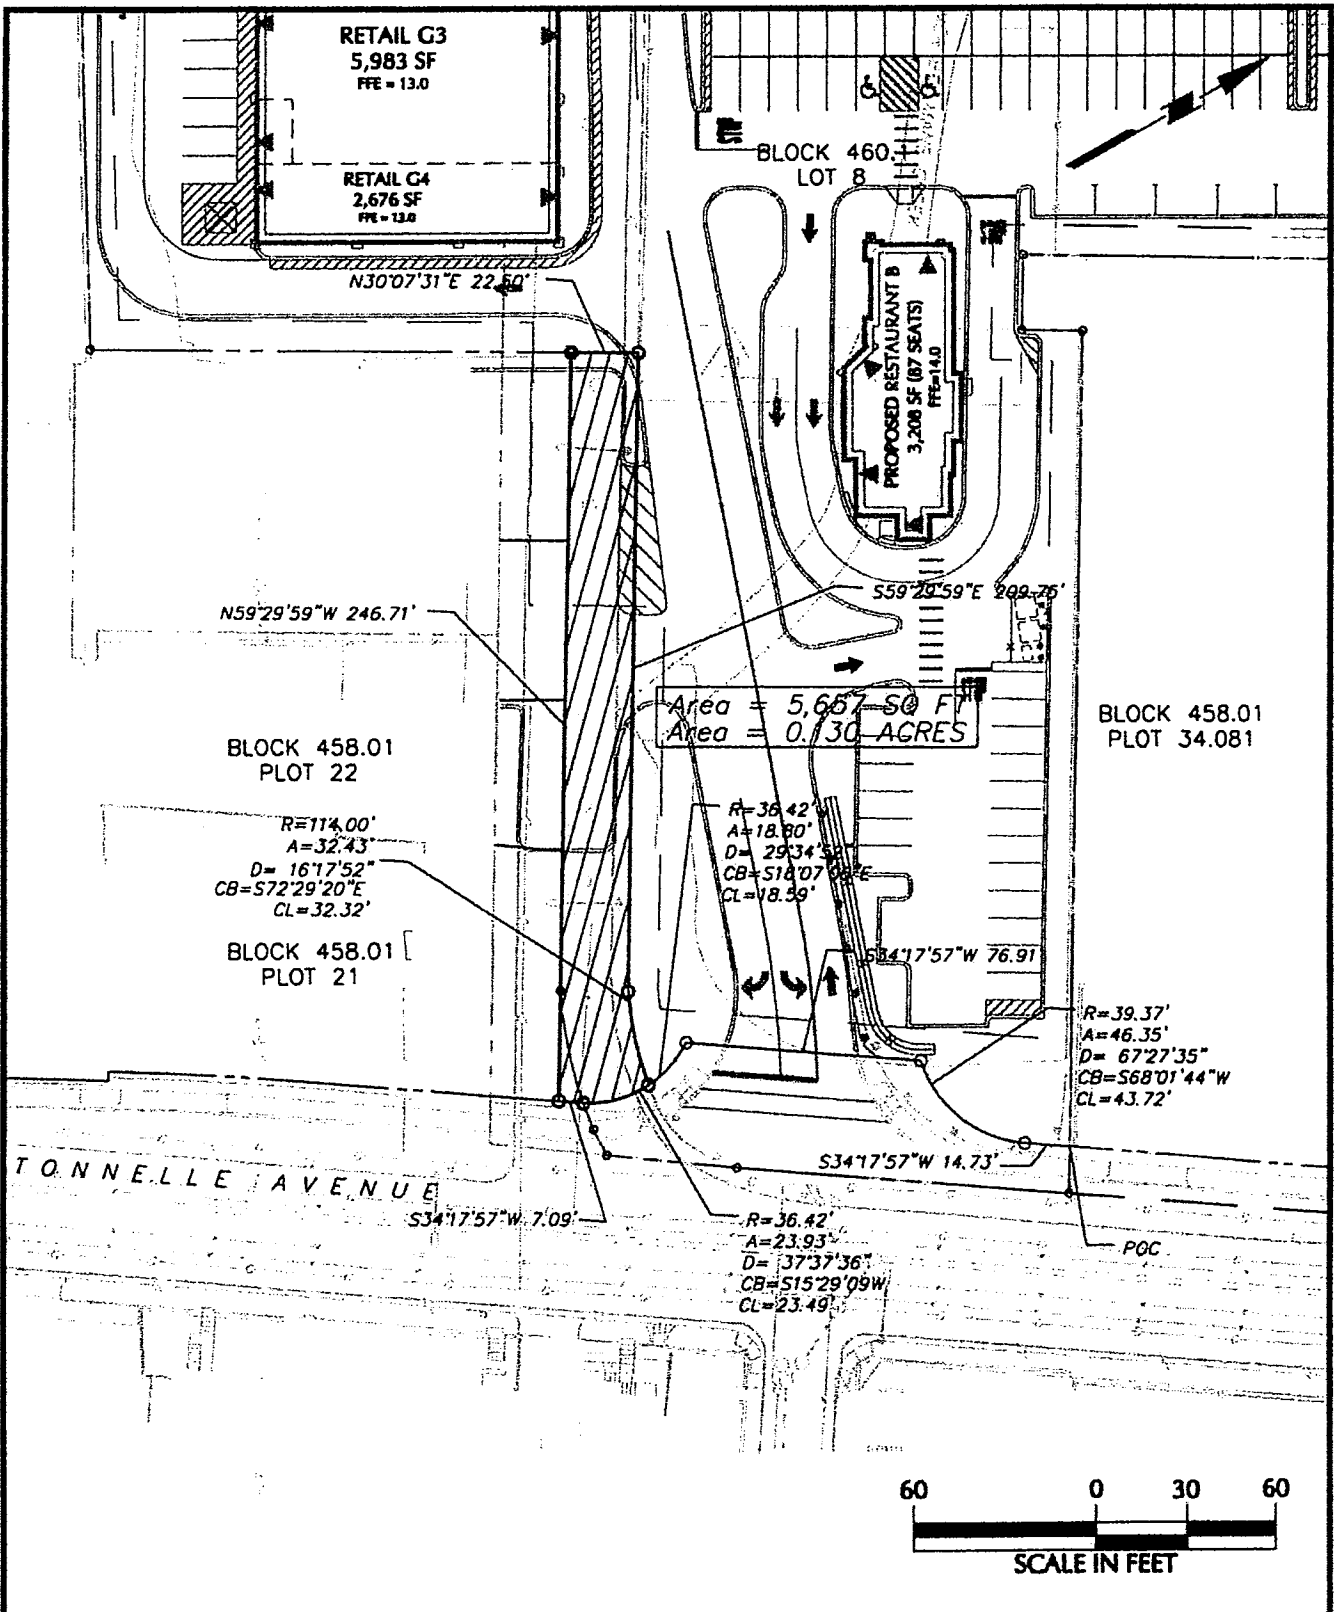 RETAIL G3
5,983 SF
FFE = 13.0
RETAIL G4
2,676 SF
FFE = 13.0
BLOCK 460.
LOT 8
N30°07'31"E 22.50'
PROPOSED RESTAURANT B
3,208 SF (87 SEATS)
FFE=14.0
S59°29'59"E 209.75'
N59°29'59"W 246.71'
Area = 5,657 SQ FT
Area = 0.130 ACRES
BLOCK 458.01
PLOT 34.081
BLOCK 458.01
PLOT 22
R=114.00'
A=32.43'
D= 16°17'52"
CB=S72°29'20"E
CL=32.32'
R=36.42'
A=18.80'
D= 29°34'52"
CL=18.59'
BLOCK 458.01
PLOT 21
S34°17'57"W 76.91'
R=39.37'
A=46.35'
D= 67°27'35"
CB=S68°01'44"W
CL=43.72'
S34°17'57"W 14.73'
TONNELLE AVENUE
S34°17'57"W 7.09'
R=36.42'
A=23.93'
D= 37°37'36"
CB=S15°29'09W
CL=23.49'
POC
60 0 30 60
SCALE IN FEET